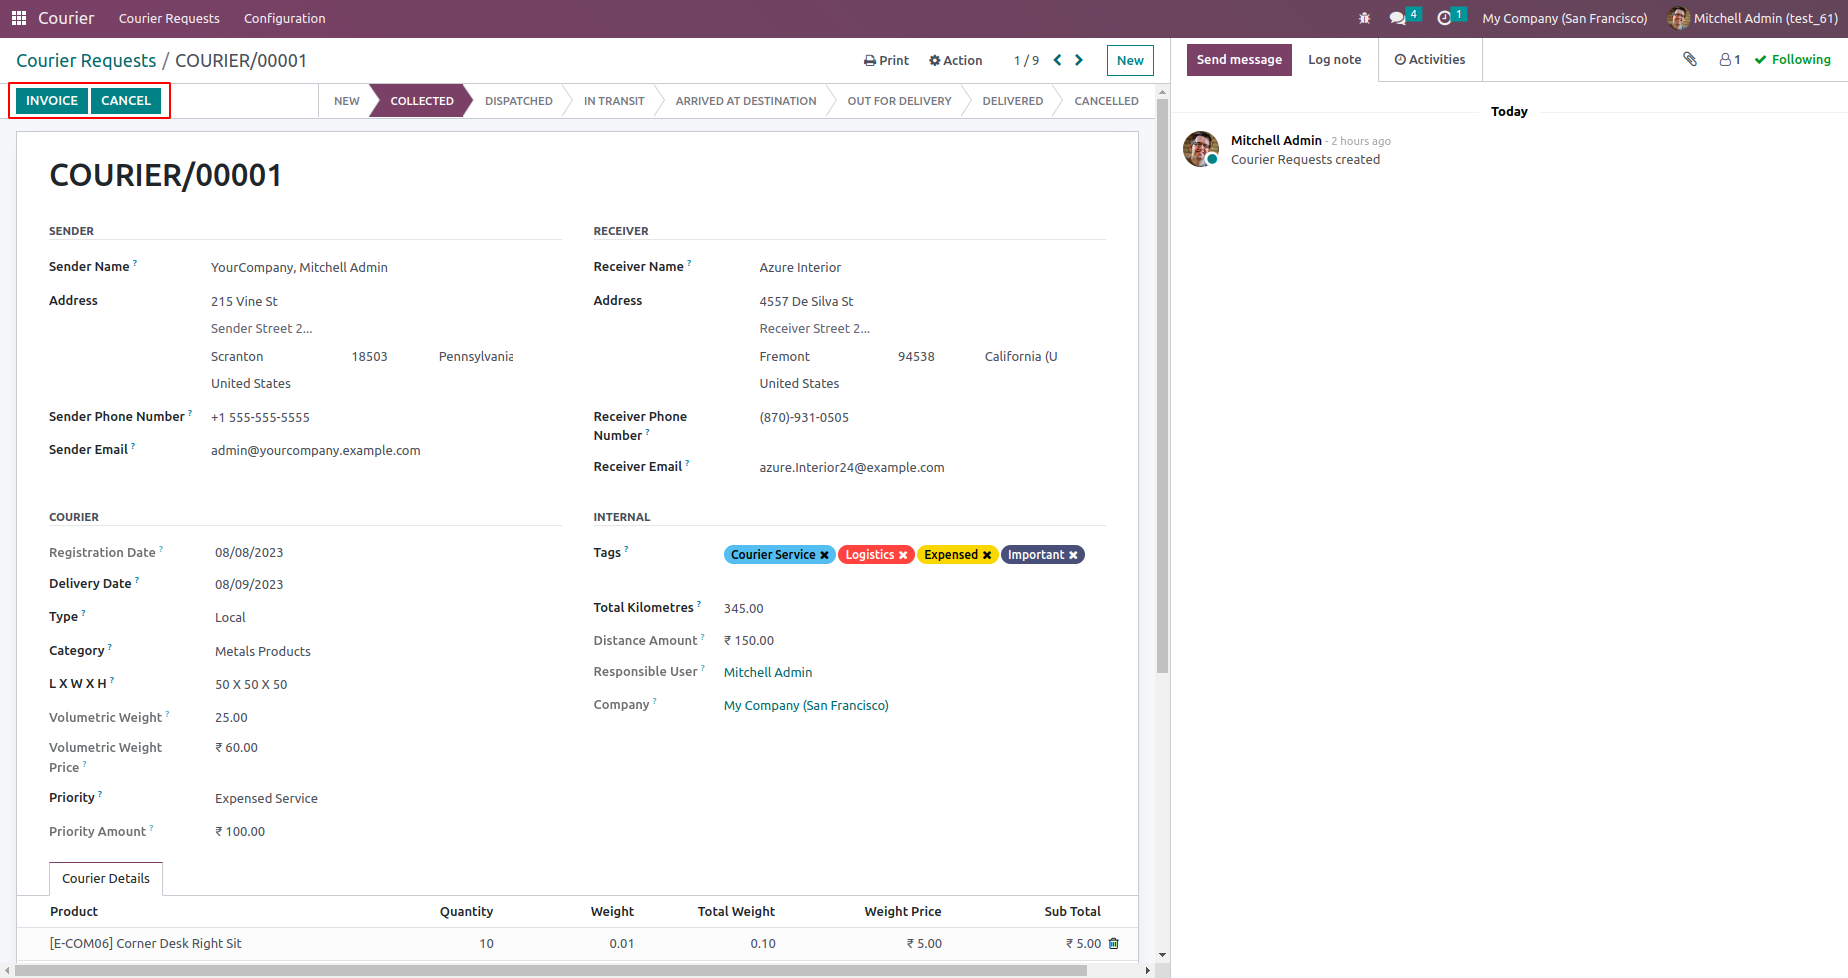 Courier Courier Requests Configuration 4 1 My Company (San Francisco) Mitchell Admin (test_61)
Courier Requests / COURIER/00001 Print Action 1 / 9 New
INVOICE CANCEL NEW COLLECTED DISPATCHED IN TRANSIT ARRIVED AT DESTINATION OUT FOR DELIVERY DELIVERED CANCELLED
COURIER/00001
SENDER
Sender Name ? YourCompany, Mitchell Admin
Address 215 Vine St
Sender Street 2...
Scranton 18503 Pennsylvania
United States
Sender Phone Number ? +1 555-555-5555
Sender Email ? admin@yourcompany.example.com
RECEIVER
Receiver Name ? Azure Interior
Address 4557 De Silva St
Receiver Street 2...
Fremont 94538 California (U
United States
Receiver Phone Number ? (870)-931-0505
Receiver Email ? azure.Interior24@example.com
COURIER
Registration Date ? 08/08/2023
Delivery Date ? 08/09/2023
Type ? Local
Category ? Metals Products
L X W X H ? 50 X 50 X 50
Volumetric Weight ? 25.00
Volumetric Weight Price ? ₹ 60.00
Priority ? Expensed Service
Priority Amount ? ₹ 100.00
INTERNAL
Tags ? Courier Service Logistics Expensed Important
Total Kilometres ? 345.00
Distance Amount ? ₹ 150.00
Responsible User ? Mitchell Admin
Company ? My Company (San Francisco)
Courier Details
Product Quantity Weight Total Weight Weight Price Sub Total
[E-COM06] Corner Desk Right Sit 10 0.01 0.10 ₹ 5.00 ₹ 5.00
Send message Log note Activities 1 Following
Today
Mitchell Admin - 2 hours ago
Courier Requests created